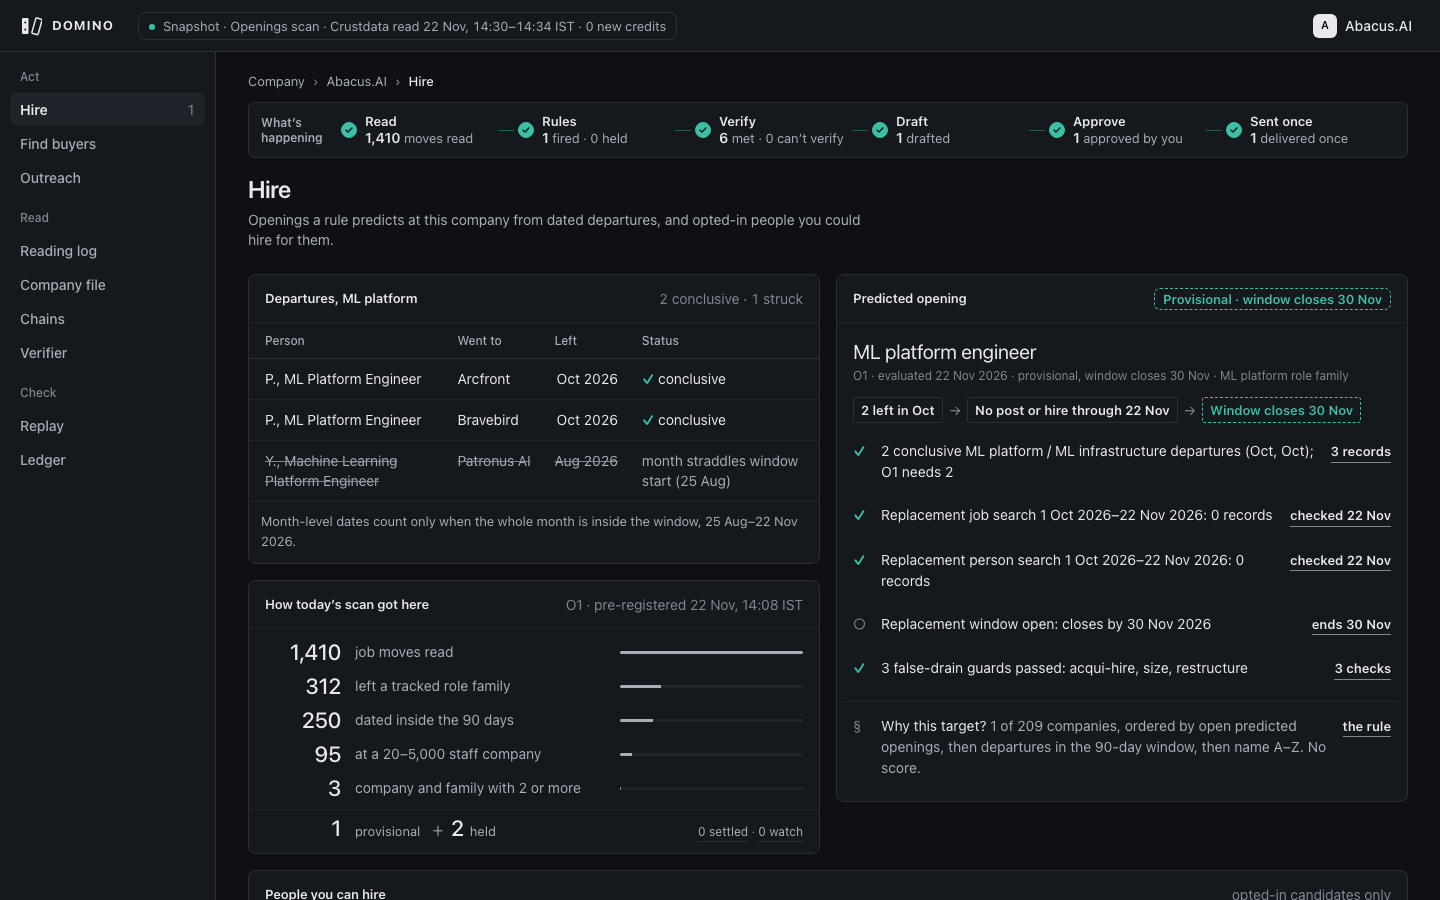 DOMINO
Snapshot · Openings scan · Crustdata read 22 Nov, 14:30–14:34 IST · 0 new credits
A
Abacus.AI
Act
Hire 1
Find buyers
Outreach
Read
Reading log
Company file
Chains
Verifier
Check
Replay
Ledger
Company › Abacus.AI › Hire
What's
happening
Read
1,410 moves read
Rules
1 fired · 0 held
Verify
6 met · 0 can't verify
Draft
1 drafted
Approve
1 approved by you
Sent once
1 delivered once
Hire
Openings a rule predicts at this company from dated departures, and opted-in people you could
hire for them.
Departures, ML platform
2 conclusive · 1 struck
Person Went to Left Status
P., ML Platform Engineer Arcfront Oct 2026 ✓ conclusive
P., ML Platform Engineer Bravebird Oct 2026 ✓ conclusive
Y., Machine Learning Patronus AI Aug 2026 month straddles window
Platform Engineer start (25 Aug)
Month-level dates count only when the whole month is inside the window, 25 Aug–22 Nov
2026.
How today's scan got here
O1 · pre-registered 22 Nov, 14:08 IST
1,410 job moves read
312 left a tracked role family
250 dated inside the 90 days
95 at a 20–5,000 staff company
3 company and family with 2 or more
1 provisional + 2 held
0 settled · 0 watch
Predicted opening
Provisional · window closes 30 Nov
ML platform engineer
O1 · evaluated 22 Nov 2026 · provisional, window closes 30 Nov · ML platform role family
2 left in Oct → No post or hire through 22 Nov → Window closes 30 Nov
✓ 2 conclusive ML platform / ML infrastructure departures (Oct, Oct); 3 records
O1 needs 2
✓ Replacement job search 1 Oct 2026–22 Nov 2026: 0 records checked 22 Nov
✓ Replacement person search 1 Oct 2026–22 Nov 2026: 0 checked 22 Nov
records
Replacement window open: closes by 30 Nov 2026 ends 30 Nov
✓ 3 false-drain guards passed: acqui-hire, size, restructure 3 checks
§ Why this target? 1 of 209 companies, ordered by open predicted the rule
openings, then departures in the 90-day window, then name A–Z. No
score.
People you can hire
opted-in candidates only